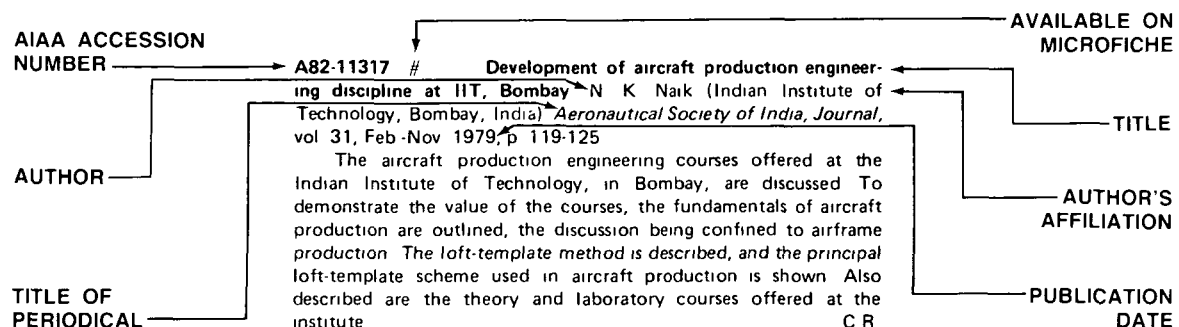 AIAA ACCESSION
NUMBER
AVAILABLE ON
MICROFICHE
A82-11317 # Development of aircraft production engineer-
ing discipline at IIT, Bombay N K Naik (Indian Institute of
Technology, Bombay, India) Aeronautical Society of India, Journal,
vol 31, Feb -Nov 1979, p 119-125
The aircraft production engineering courses offered at the
Indian Institute of Technology, in Bombay, are discussed To
demonstrate the value of the courses, the fundamentals of aircraft
production are outlined, the discussion being confined to airframe
production The loft-template method is described, and the principal
loft-template scheme used in aircraft production is shown Also
described are the theory and laboratory courses offered at the
institute C R
AUTHOR
TITLE OF
PERIODICAL
TITLE
AUTHOR'S
AFFILIATION
PUBLICATION
DATE